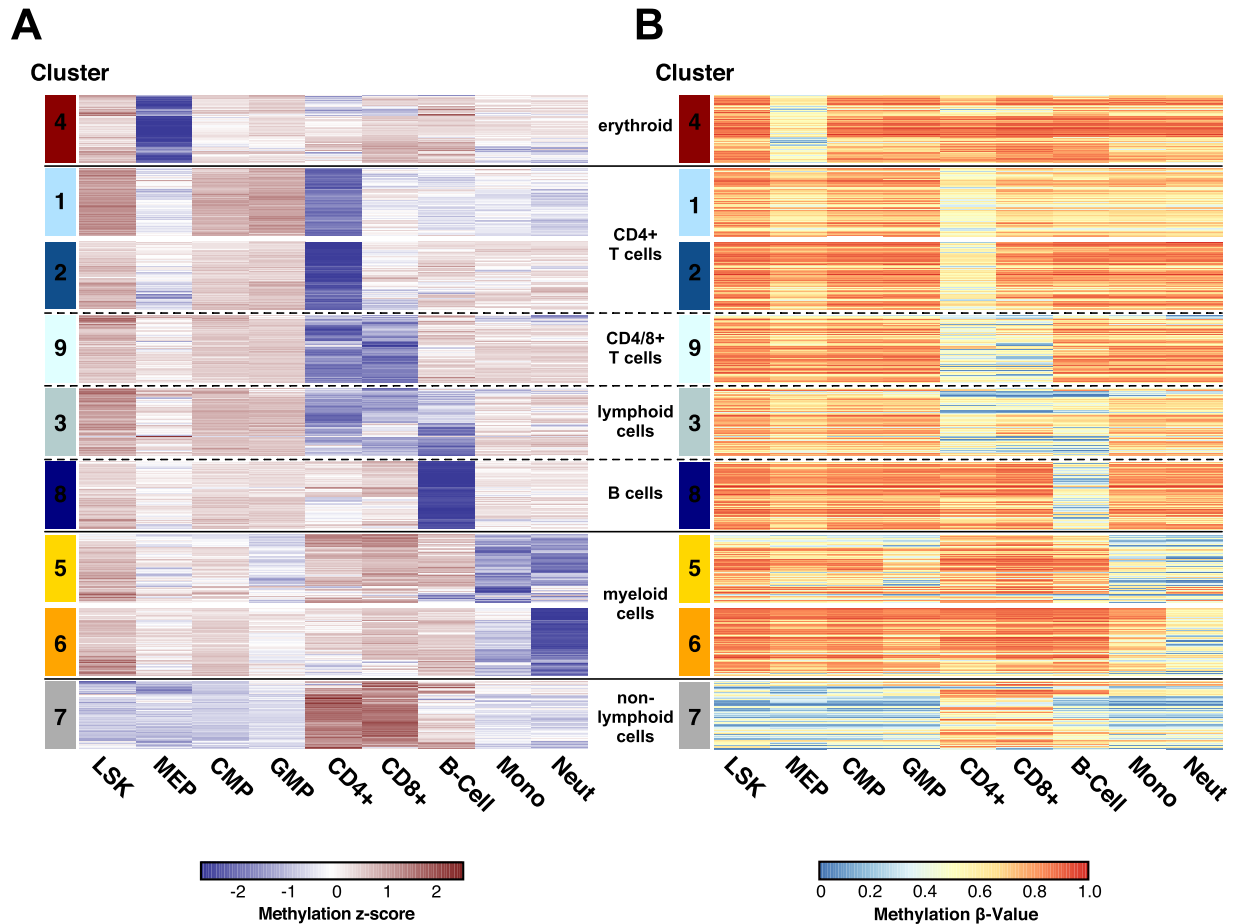 A
B
Cluster
Cluster
4
erythroid
4
1
CD4+
T cells
1
2
2
9
CD4/8+
T cells
9
3
lymphoid
cells
3
8
B cells
8
5
myeloid
cells
5
6
6
7
non-
lymphoid
cells
7
LSK MEP CMP GMP CD4+ CD8+ B-Cell Mono Neut
LSK MEP CMP GMP CD4+ CD8+ B-Cell Mono Neut
-2 -1 0 1 2
Methylation z-score
0 0.2 0.4 0.6 0.8 1.0
Methylation β-Value